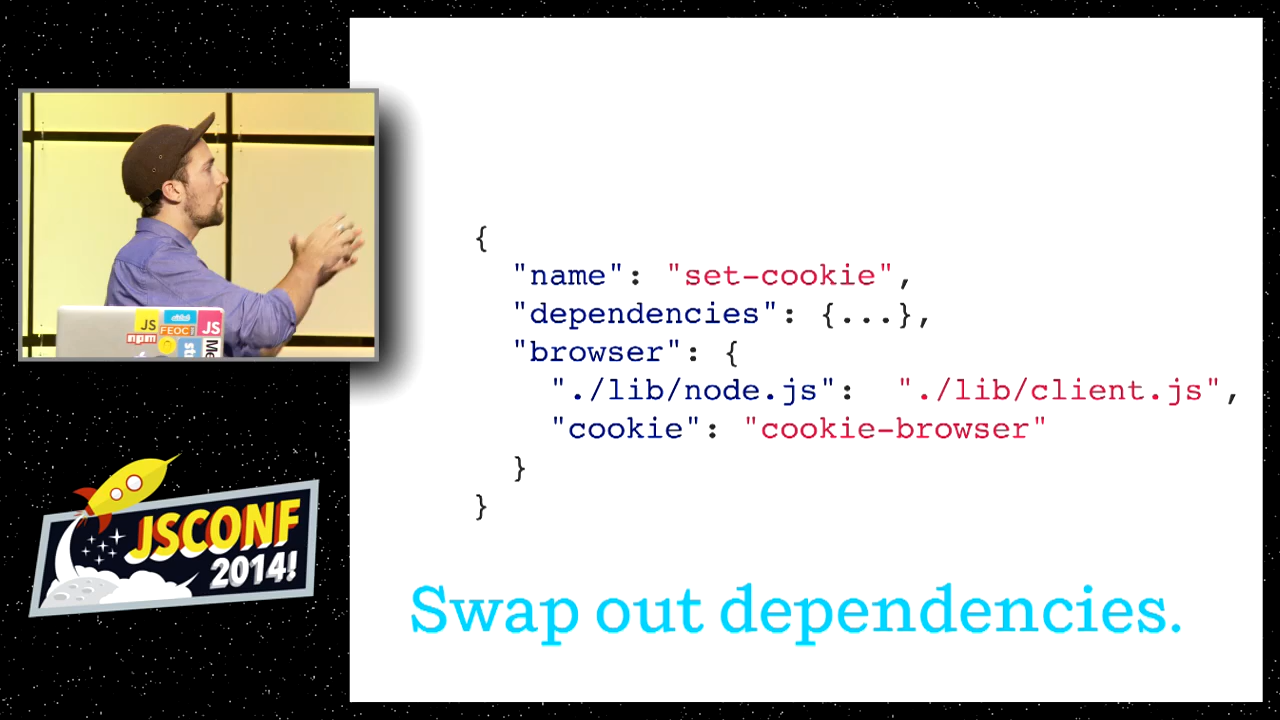 {
"name": "set-cookie",
"dependencies": {...},
"browser": {
"./lib/node.js": "./lib/client.js",
"cookie": "cookie-browser"
}
}
Swap out dependencies.
JS
JS
npm
FEOC
JSCONF
2014!